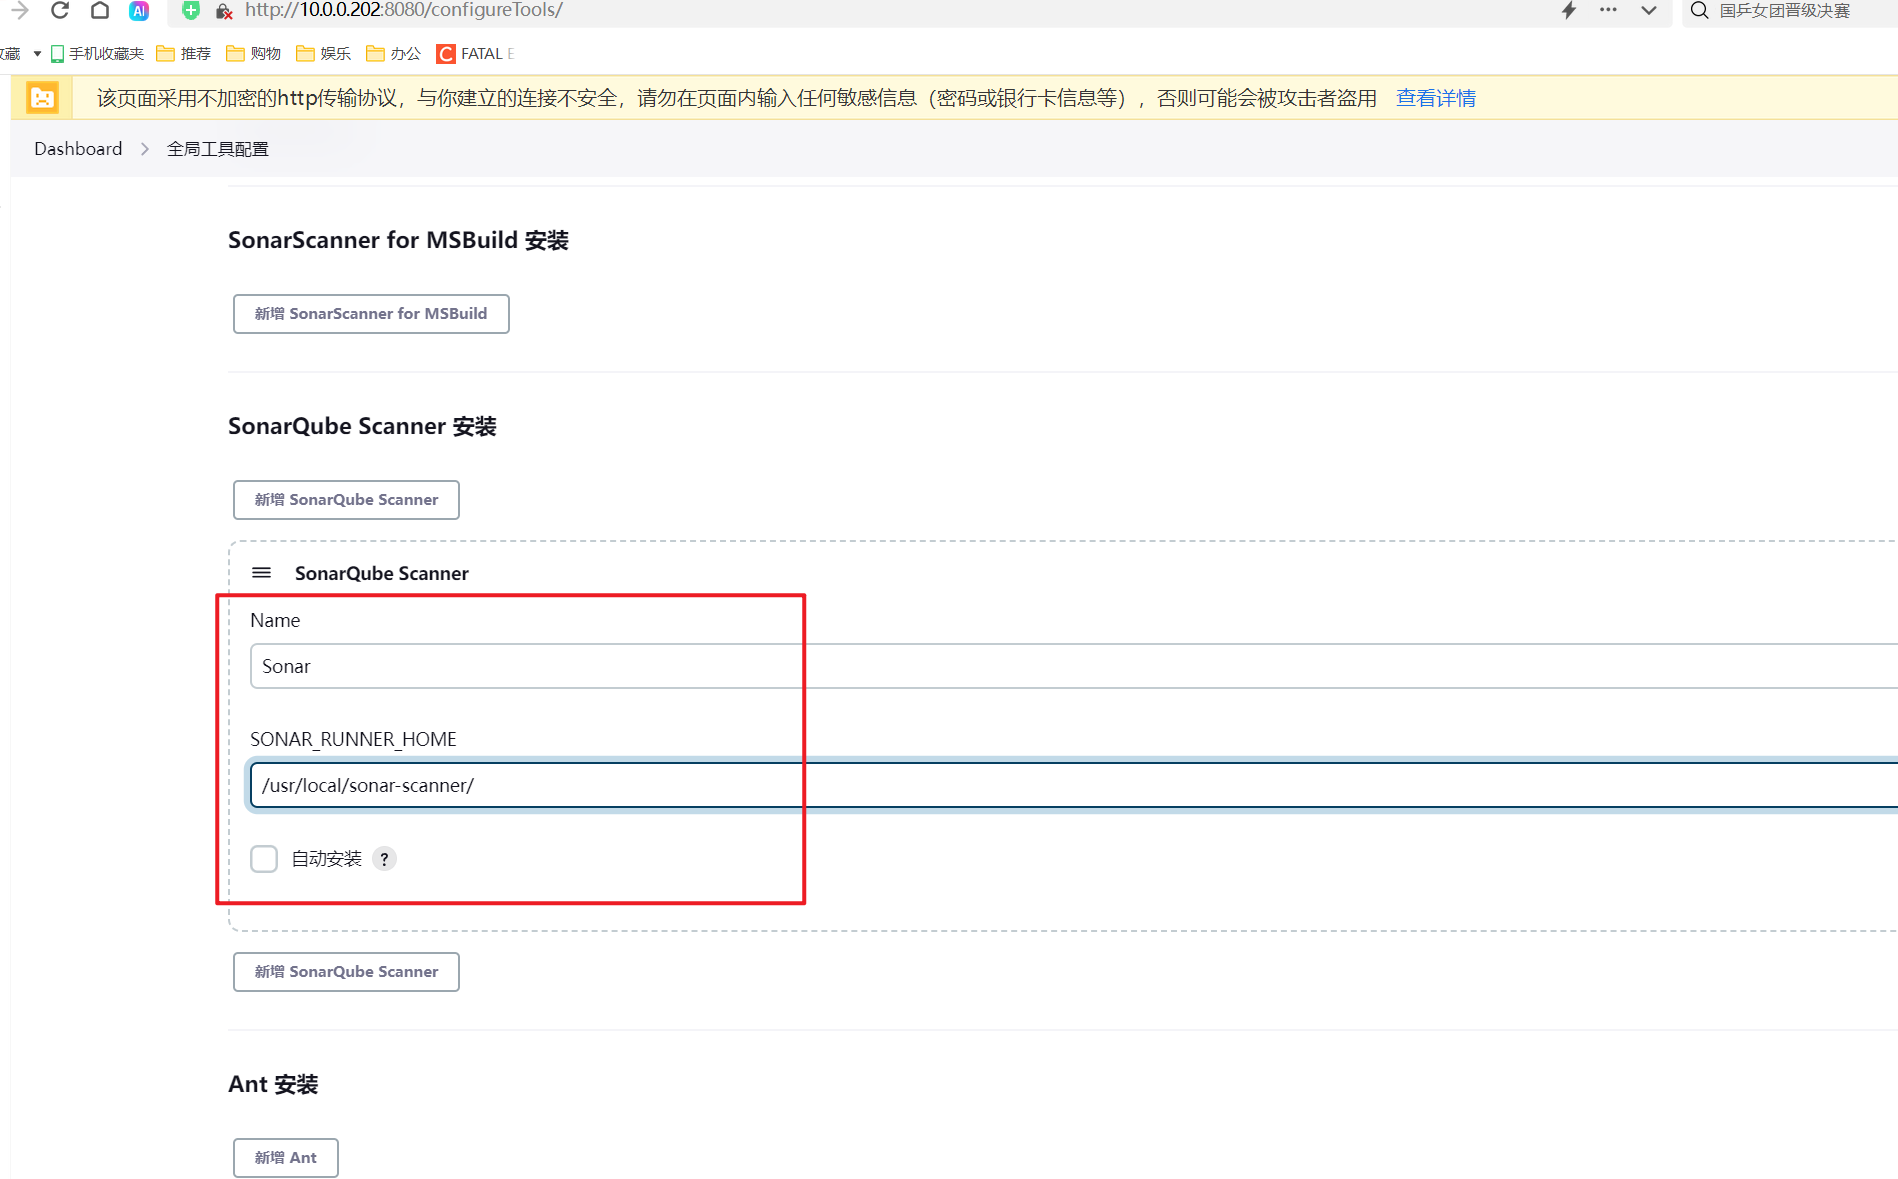 AI
http://10.0.0.202:8080/configureTools/
国乒女团晋级决赛
收藏
手机收藏夹
推荐
购物
娱乐
办公
C FATAL E
该页面采用不加密的http传输协议，与你建立的连接不安全，请勿在页面内输入任何敏感信息（密码或银行卡信息等），否则可能会被攻击者盗用 查看详情
Dashboard > 全局工具配置
SonarScanner for MSBuild 安装
新增 SonarScanner for MSBuild
SonarQube Scanner 安装
新增 SonarQube Scanner
SonarQube Scanner
Name
Sonar
SONAR_RUNNER_HOME
/usr/local/sonar-scanner/
自动安装 ?
新增 SonarQube Scanner
Ant 安装
新增 Ant